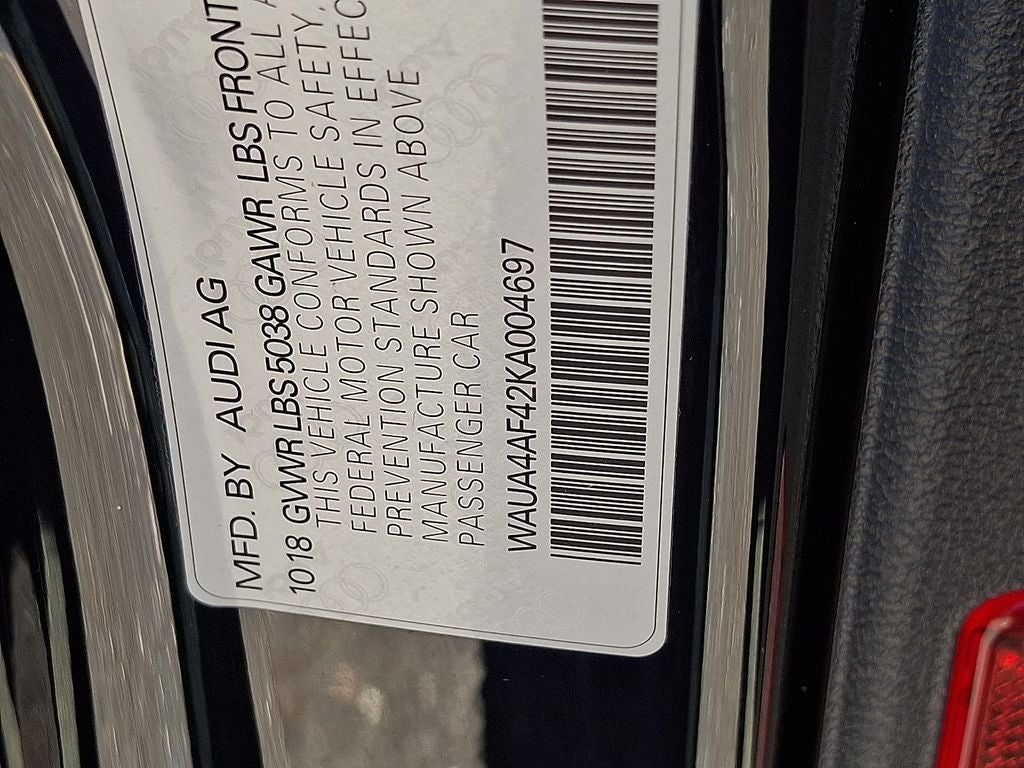 MFD. BY AUDI AG
1018 GVWR LBS 5038 GAWR LBS FRONT
THIS VEHICLE CONFORMS TO ALL
FEDERAL MOTOR VEHICLE SAFETY,
PREVENTION STANDARDS IN EFFEC
MANUFACTURE SHOWN ABOVE
PASSENGER CAR
WAUA4AF42KA004697